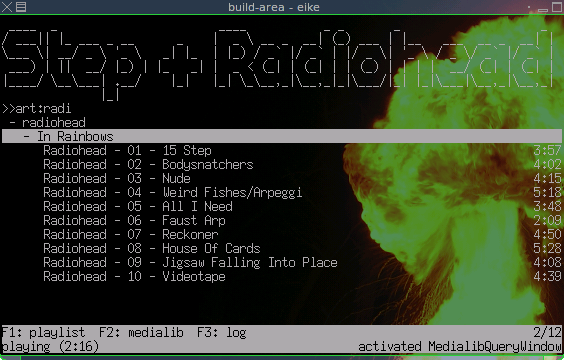 build-area - eike
Step + Radiohead
>>art:radi
- radiohead
- In Rainbows
Radiohead - 01 - 15 Step 3:57
Radiohead - 02 - Bodysnatchers 4:02
Radiohead - 03 - Nude 4:15
Radiohead - 04 - Weird Fishes/Arpeggi 5:18
Radiohead - 05 - All I Need 3:48
Radiohead - 06 - Faust Arp 2:09
Radiohead - 07 - Reckoner 4:50
Radiohead - 08 - House Of Cards 5:28
Radiohead - 09 - Jigsaw Falling Into Place 4:08
Radiohead - 10 - Videotape 4:39
F1: playlist F2: medialib F3: log 2/12
playing (2:16) activated MedialibQueryWindow